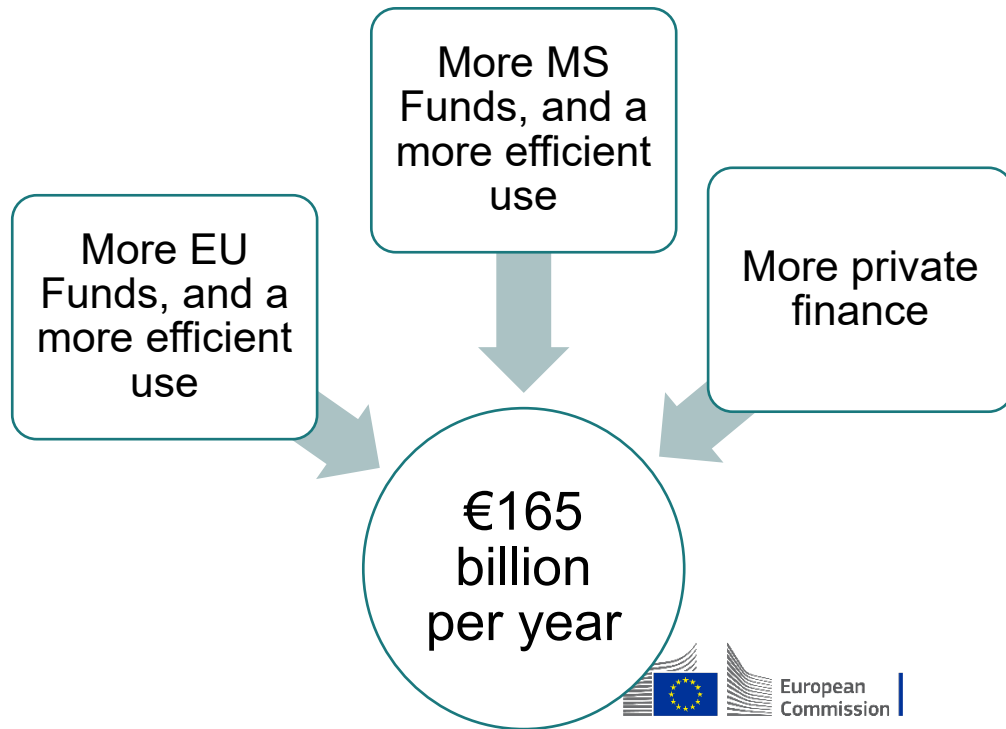 More MS
Funds, and a
more efficient
use
More EU
Funds, and a
more efficient
use
More private
finance
€165
billion
per year
European
Commission